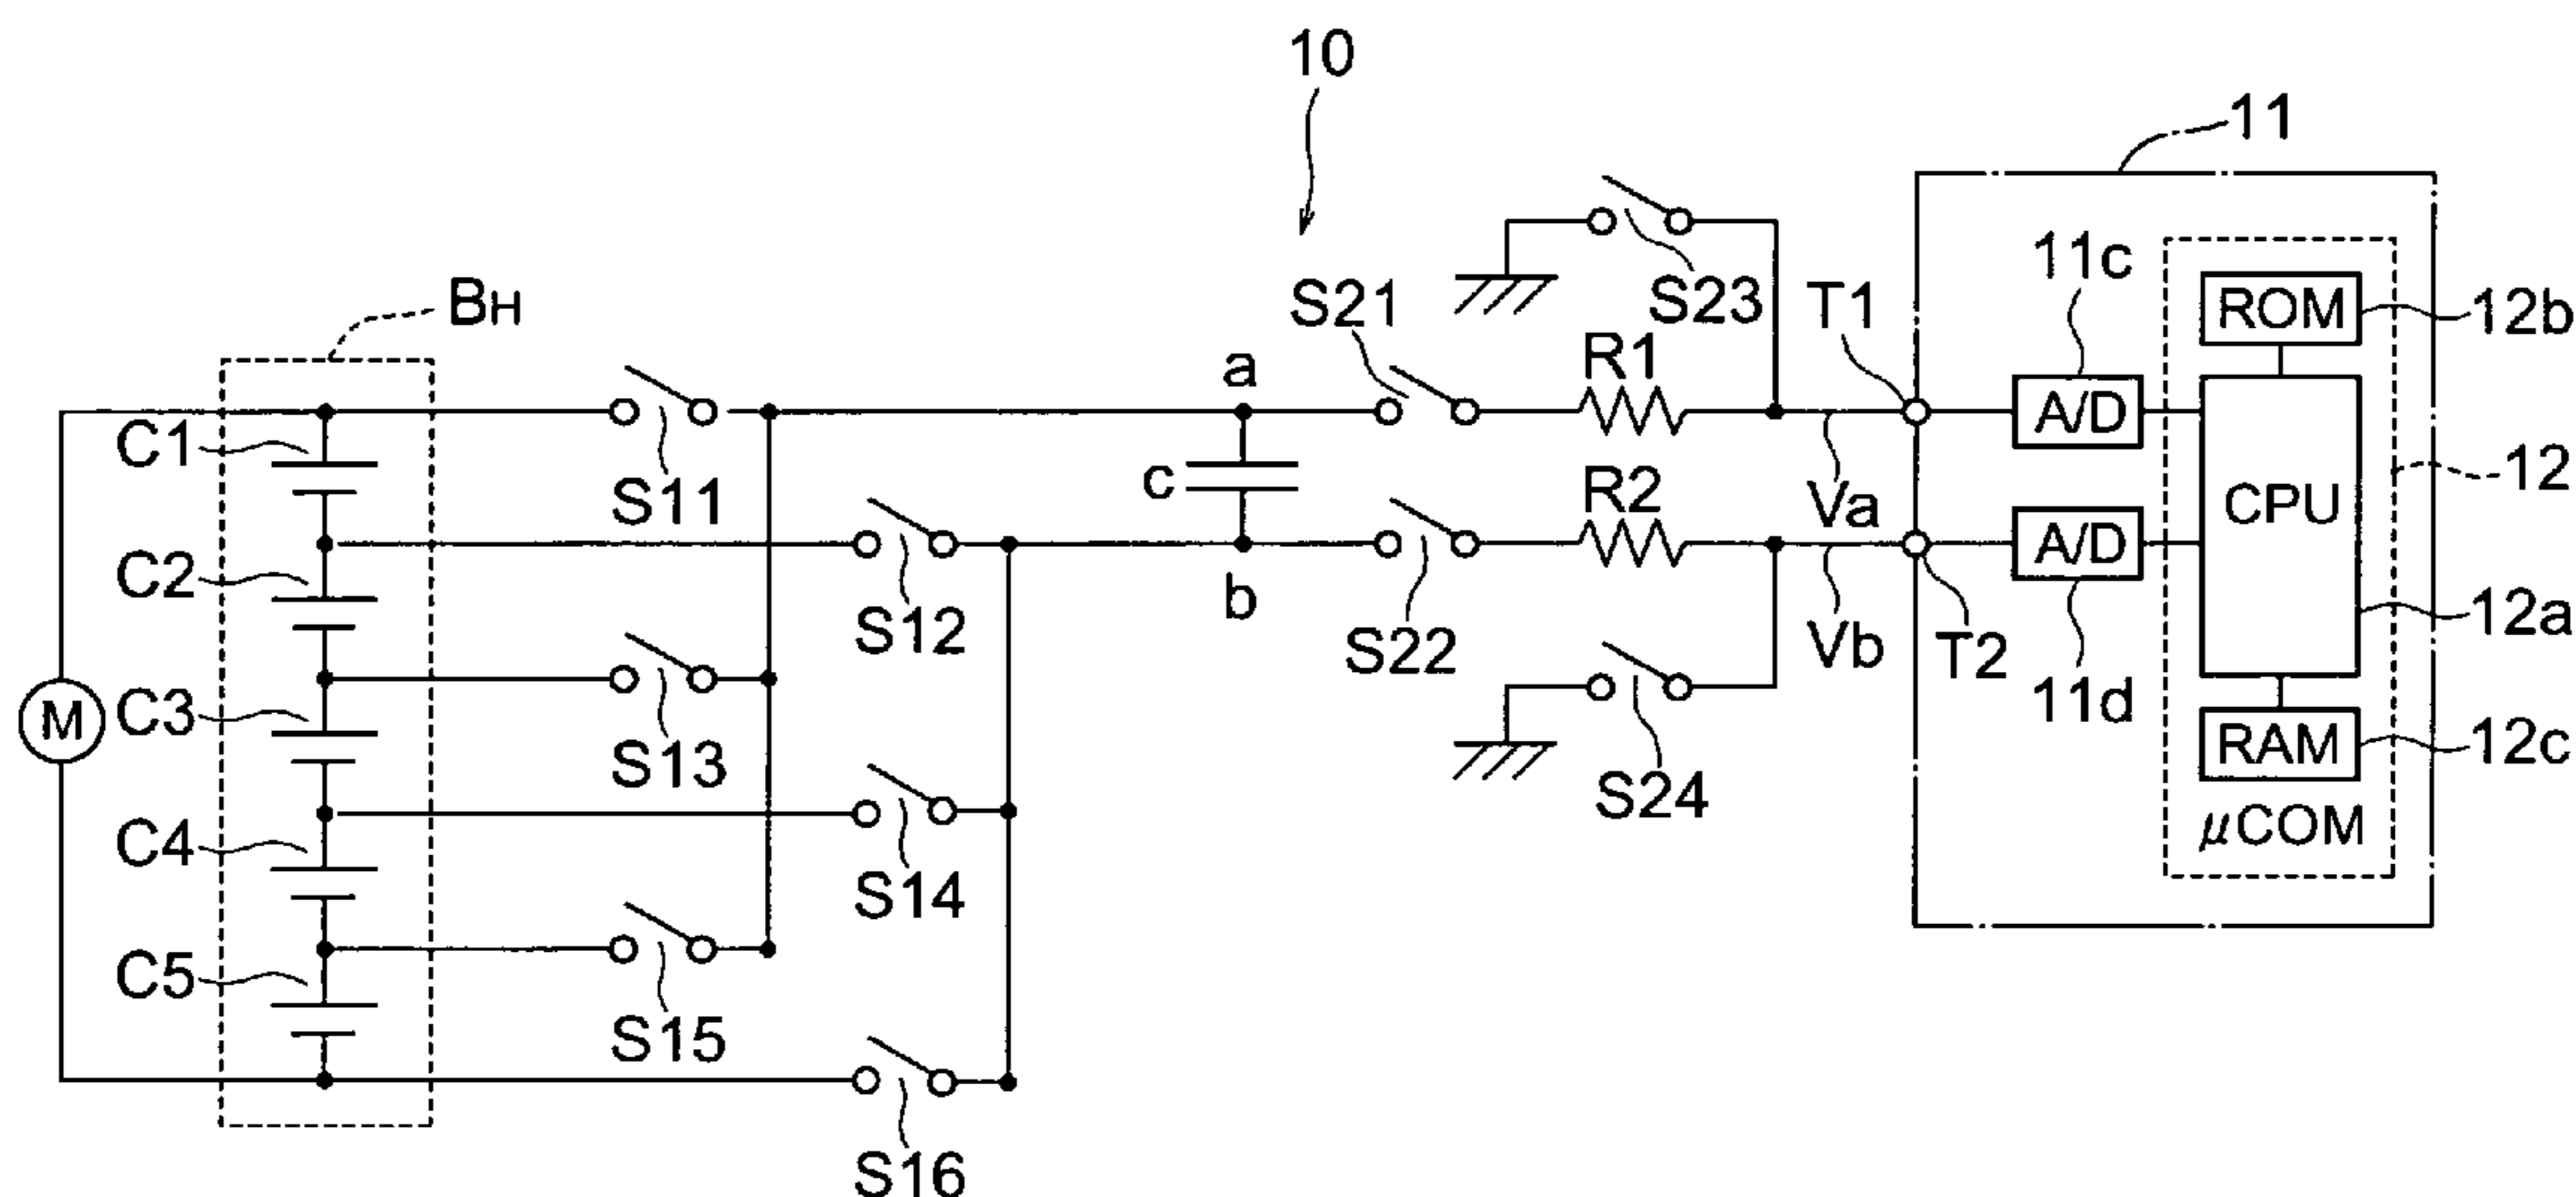 10
11
11c
ROM
12b
S21
S23
T1
BH
R1
a
A/D
C1
12
c
R2
CPU
S11
Va
A/D
C2
b
12a
S12
S22
Vb
T2
11d
M
C3
S13
RAM
12c
S24
μCOM
C4
S14
C5
S15
S16